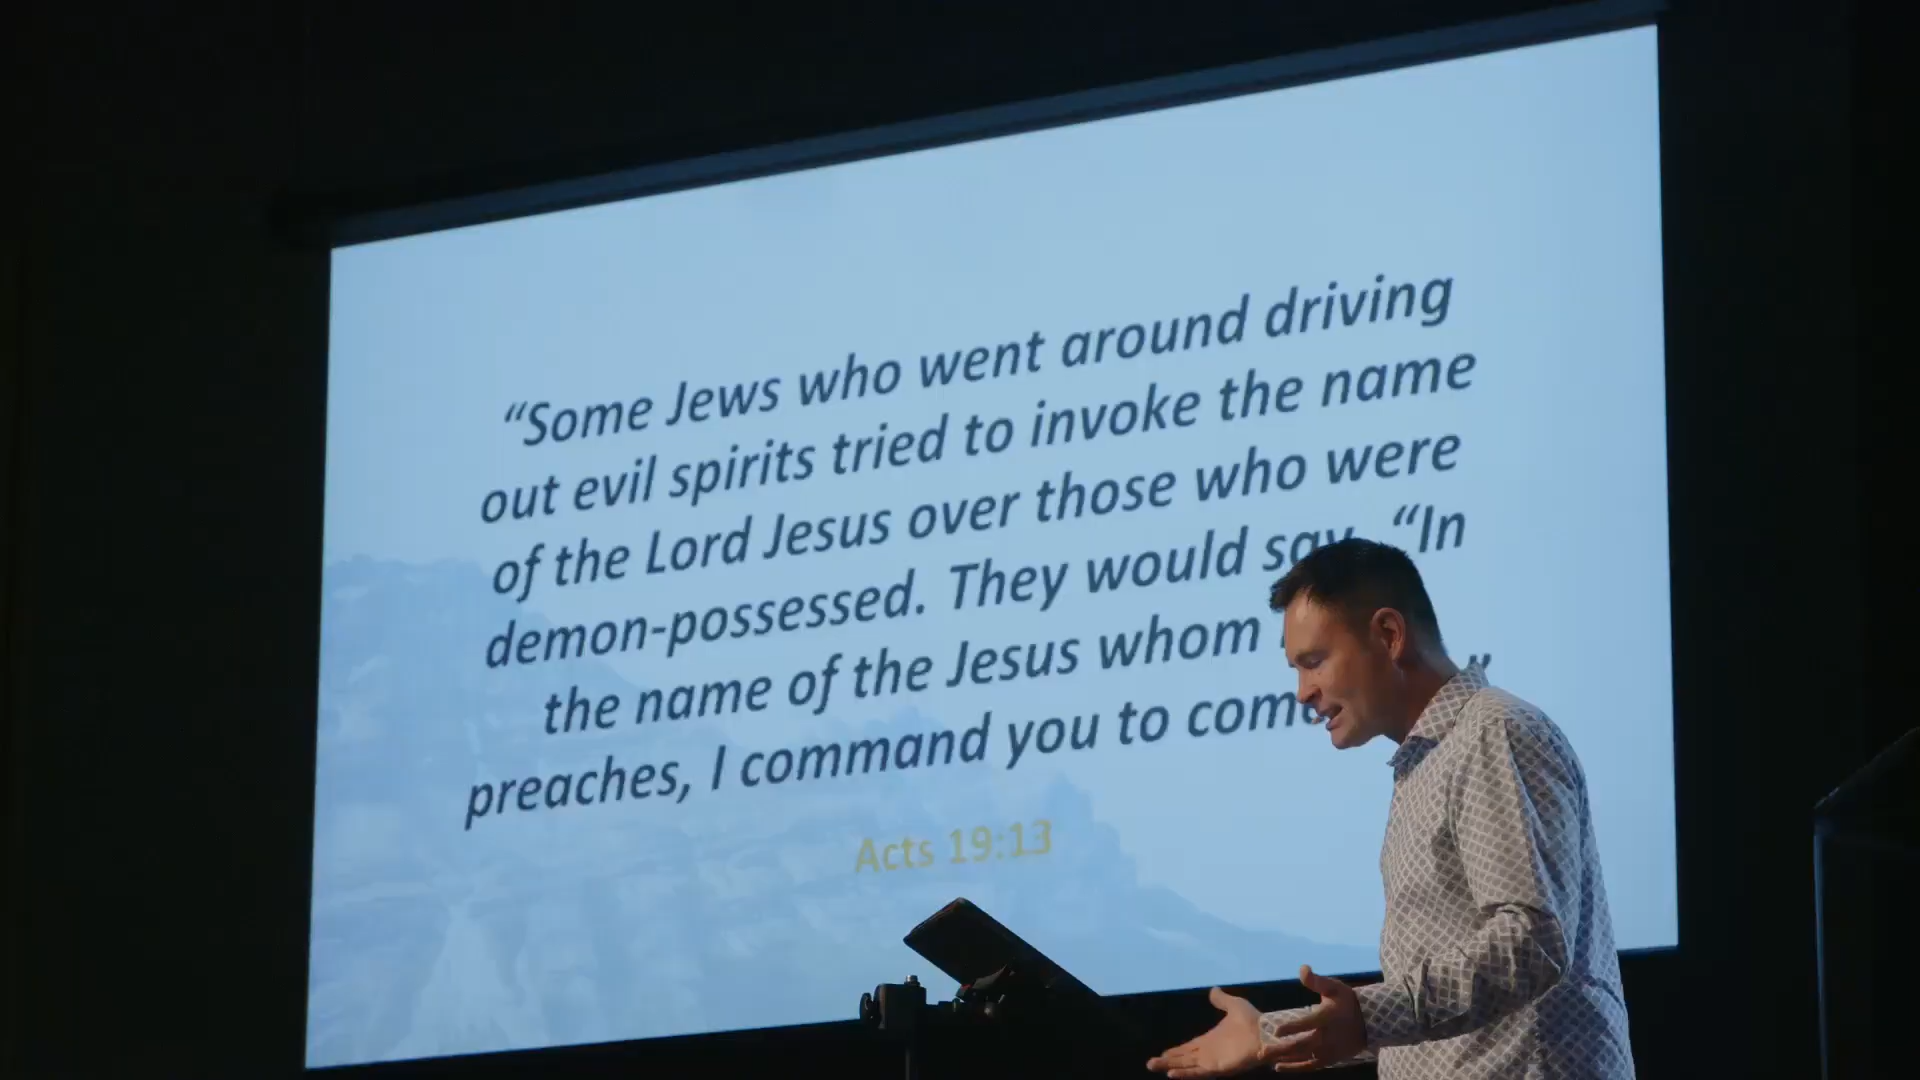 “Some Jews who went around driving
out evil spirits tried to invoke the name
of the Lord Jesus over those who were
demon-possessed. They would say, “In
the name of the Jesus whom
preaches, I command you to come ”
Acts 19:13